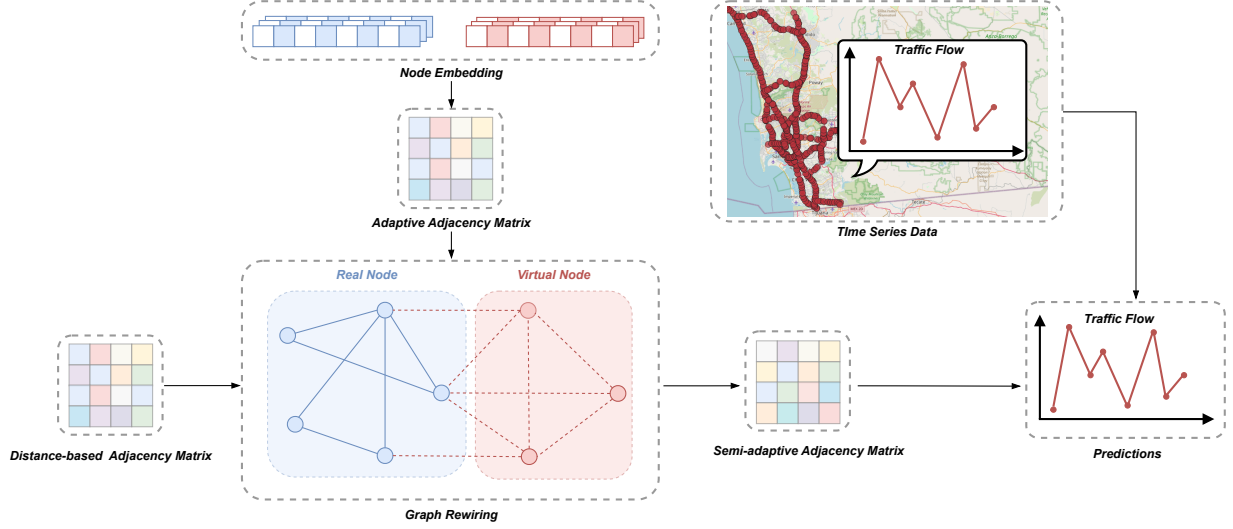 Node Embedding
Traffic Flow
Adaptive Adjacency Matrix
TIme Series Data
Real Node
Virtual Node
Traffic Flow
Distance-based Adjacency Matrix
Semi-adaptive Adjacency Matrix
Predictions
Graph Rewiring